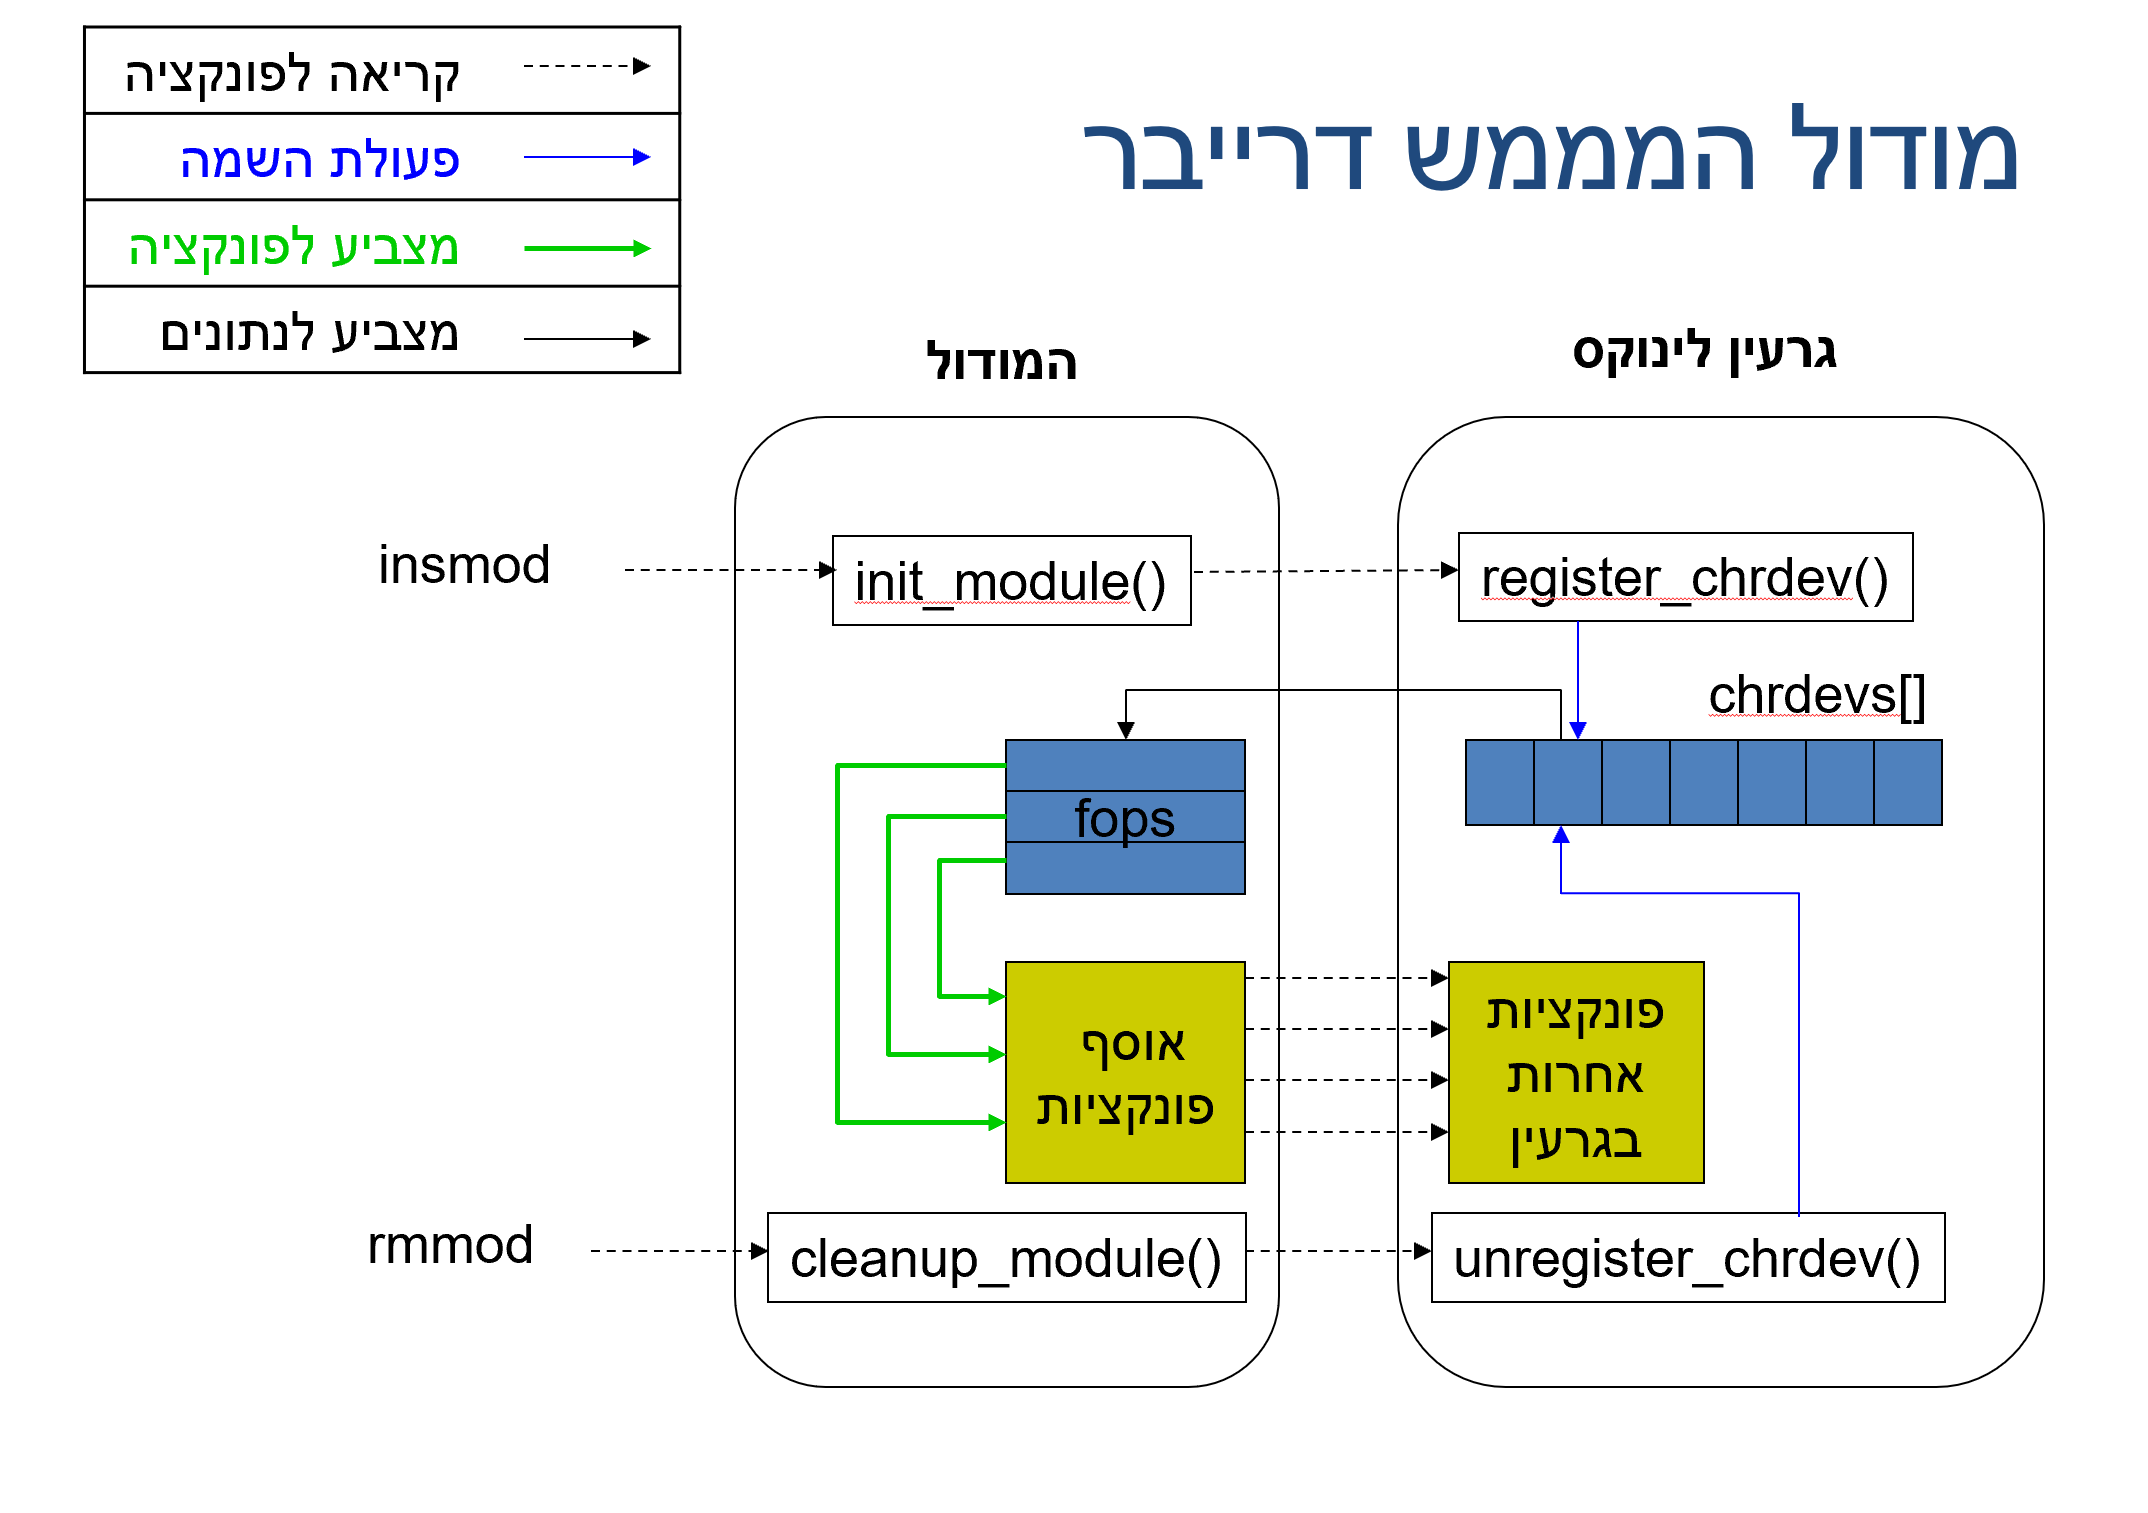 מודול המממש דרייבר
קריאה לפונקציה
פעולת השמה
מצביע לפונקציה
מצביע לנתונים
המודול
גרעין לינוקס
insmod
init_module()
register_chrdev()
chrdevs[]
fops
אוסף
פונקציות
פונקציות
אחרות
בגרעין
rmmod
cleanup_module()
unregister_chrdev()